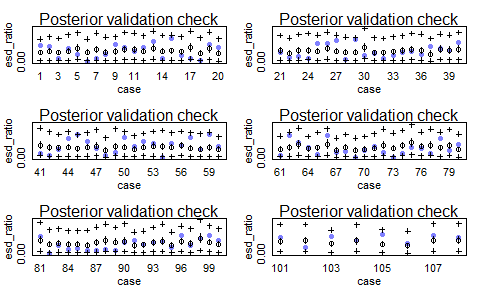 Posterior validation check
esd_ratio
0.00
1 3 5 7 9 11 14 17 20
case
Posterior validation check
esd_ratio
0.00
21 24 27 30 33 36 39
case
Posterior validation check
esd_ratio
0.00
41 44 47 50 53 56 59
case
Posterior validation check
esd_ratio
0.00
61 64 67 70 73 76 79
case
Posterior validation check
esd_ratio
0.00
81 84 87 90 93 96 99
case
Posterior validation check
esd_ratio
0.00
101 103 105 107
case